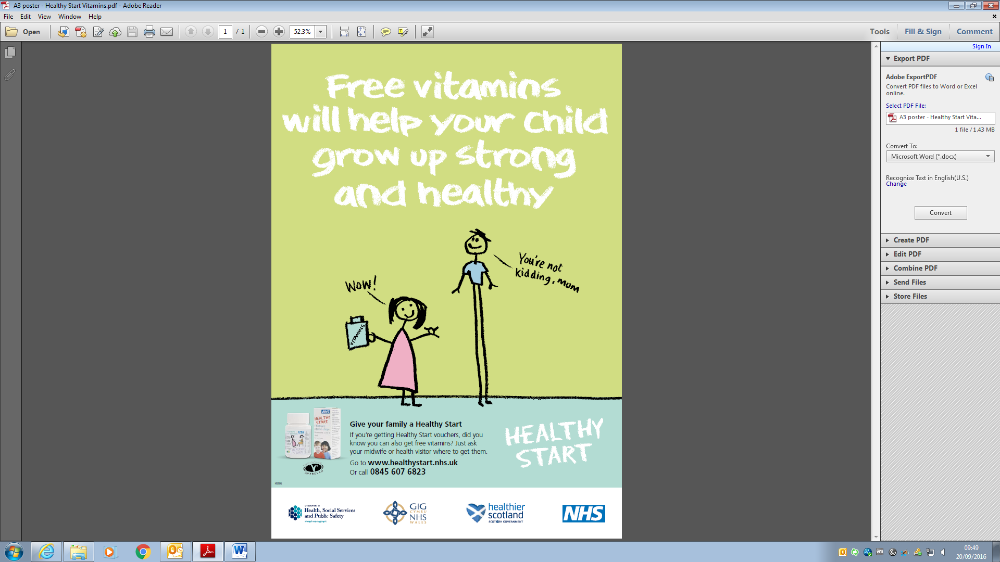 A3 poster - Healthy Start Vitamins.pdf - Adobe Reader
File Edit View Window Help
Open 1 / 1 52.3% Tools Fill & Sign Comment
Sign In
Export PDF
Adobe ExportPDF
Convert PDF files to Word or Excel
online.
Select PDF File:
A3 poster - Healthy Start Vita...
1 file / 1.43 MB
Convert To:
Microsoft Word (*.docx)
Recognize Text in English(U.S.)
Change
Convert
Create PDF
Edit PDF
Combine PDF
Send Files
Store Files
Free vitamins
will help your child
grow up strong
and healthy
You're not
kidding, mum
Wow!
VITAMINS
NHS
HEALTHY
START
HEALTHY
START
APPROVED
Give your family a Healthy Start
If you're getting Healthy Start vouchers, did you
know you can also get free vitamins? Just ask
your midwife or health visitor where to get them.
Go to www.healthystart.nhs.uk
Or call 0845 607 6823
HEALTHY
START
Department of
Health, Social Services
and Public Safety
GIG
CYMRU
NHS
WALES
healthier
scotland
SCOTTISH GOVERNMENT
NHS
09:49
20/09/2016